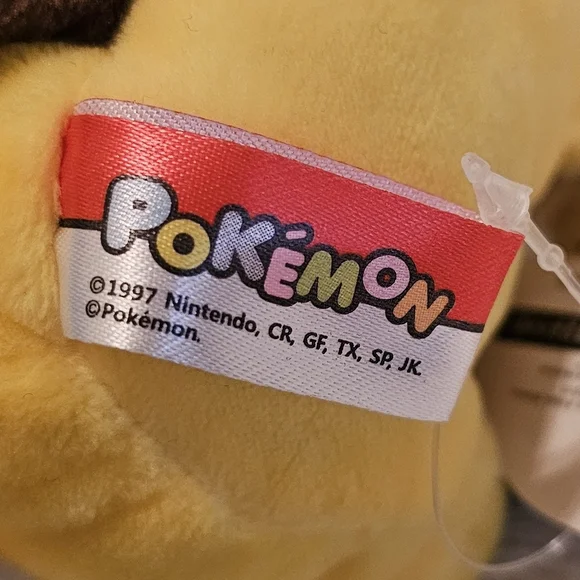 POKÉMON
©1997 Nintendo, CR, GF, TX, SP, JK.
©Pokémon.